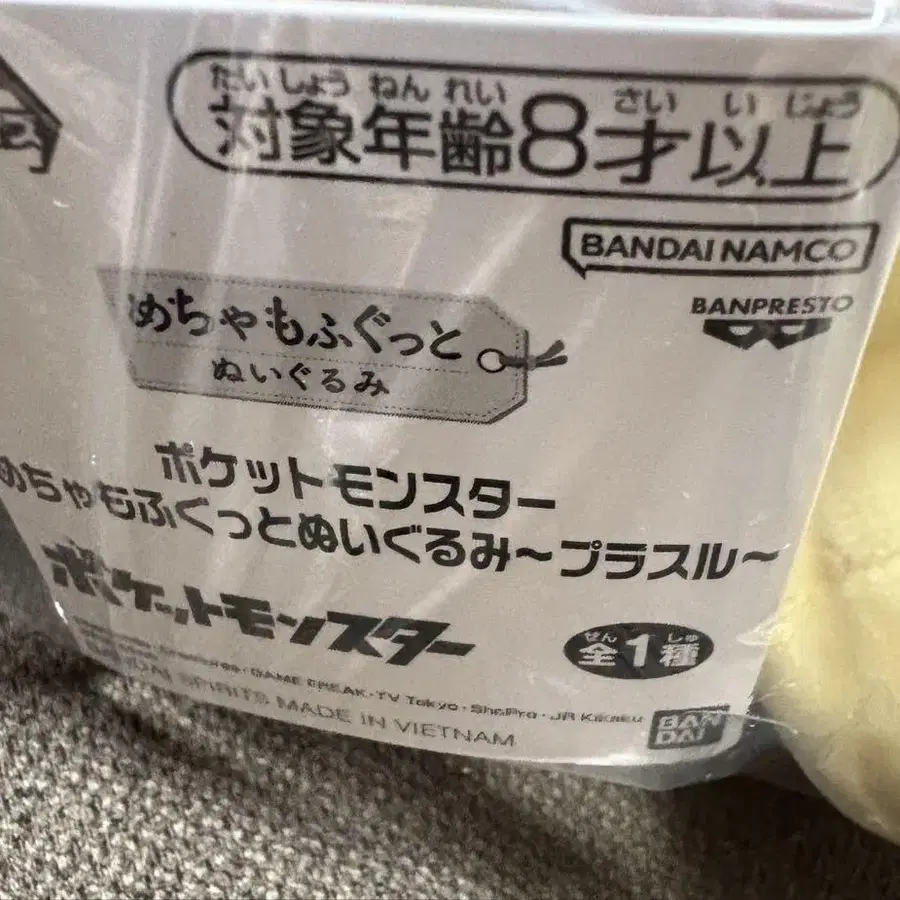 たいしょうねんれい さいいじょう
対象年齢8才以上
BANDAI NAMCO
BANPRESTO
めちゃもふぐっと
ぬいぐるみ
ポケットモンスター
めちゃもふぐっとぬいぐるみ～プラスル～
ポケットモンスター
ぜん しゅ
全1種
GAME FREAK・TV Tokyo・ShoPro・JR Kikaku
SPIRITS MADE IN VIETNAM
BAN
DAI